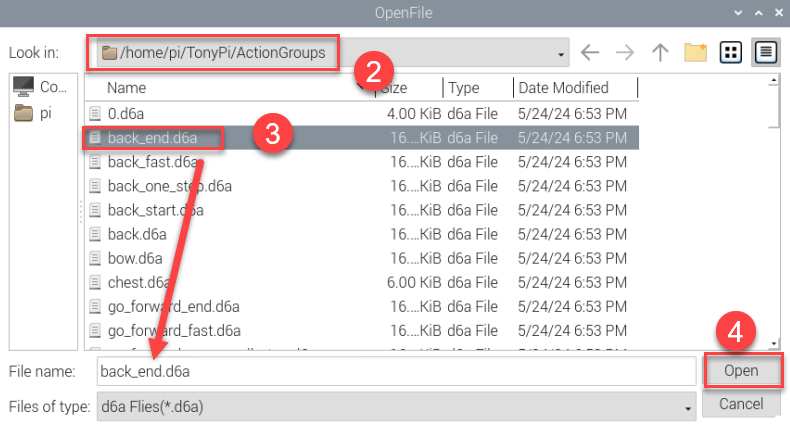 OpenFile
Look in: /home/pi/TonyPi/ActionGroups
2
Co...
pi
Name Size Type Date Modified
0.d6a 4.00 KiB d6a File 5/24/24 6:53 PM
back_end.d6a 16....KiB d6a File 5/24/24 6:53 PM
3
back_fast.d6a 16....KiB d6a File 5/24/24 6:53 PM
back_one_step.d6a 16....KiB d6a File 5/24/24 6:53 PM
back_start.d6a 16....KiB d6a File 5/24/24 6:53 PM
back.d6a 16....KiB d6a File 5/24/24 6:53 PM
bow.d6a 16....KiB d6a File 5/24/24 6:53 PM
chest.d6a 6.00 KiB d6a File 5/24/24 6:53 PM
go_forward_end.d6a 16....KiB d6a File 5/24/24 6:53 PM
go_forward_fast.d6a 16....KiB d6a File 5/24/24 6:53 PM
4
File name: back_end.d6a Open
Files of type: d6a Flies(*.d6a) Cancel